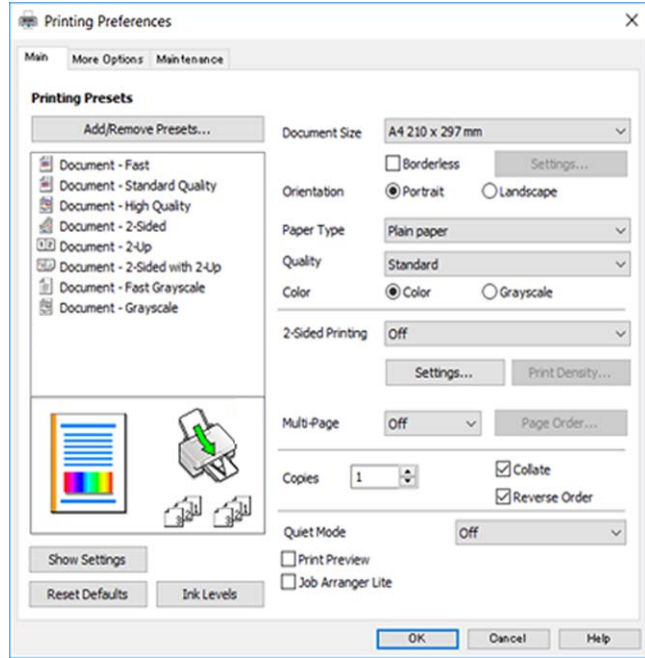 Printing Preferences
Main More Options Maintenance
Printing Presets
Add/Remove Presets...
Document - Fast
Document - Standard Quality
Document - High Quality
Document - 2-Sided
Document - 2-Up
Document - 2-Sided with 2-Up
Document - Fast Grayscale
Document - Grayscale
Show Settings
Reset Defaults Ink Levels
Document Size A4 210 x 297 mm
Borderless Settings...
Orientation Portrait Landscape
Paper Type Plain paper
Quality Standard
Color Color Grayscale
2-Sided Printing Off
Settings... Print Density...
Multi-Page Off Page Order...
Copies 1 Collate
Reverse Order
Quiet Mode Off
Print Preview
Job Arranger Lite
OK Cancel Help